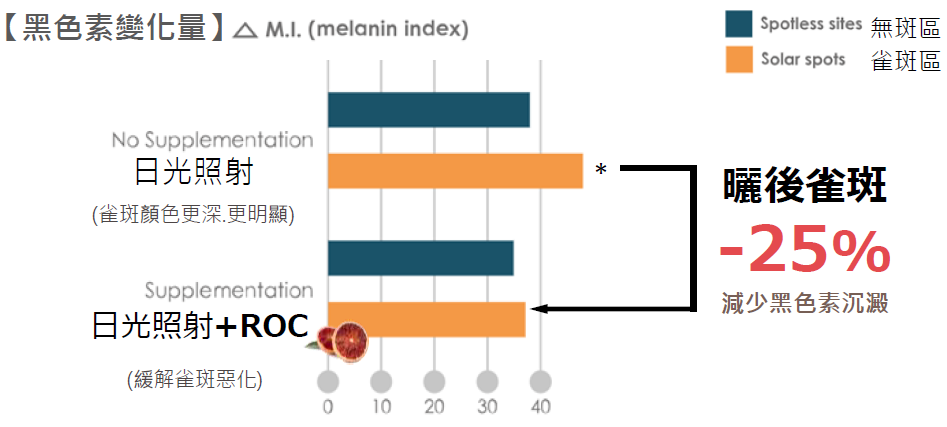 【黑色素變化量】△ M.I. (melanin index)
Spotless sites 無斑區
Solar spots 雀斑區
No Supplementation
日光照射
(雀斑顏色更深.更明顯)
*
曬後雀斑
-25%
減少黑色素沉澱
Supplementation
日光照射+ROC
(緩解雀斑惡化)
0 10 20 30 40